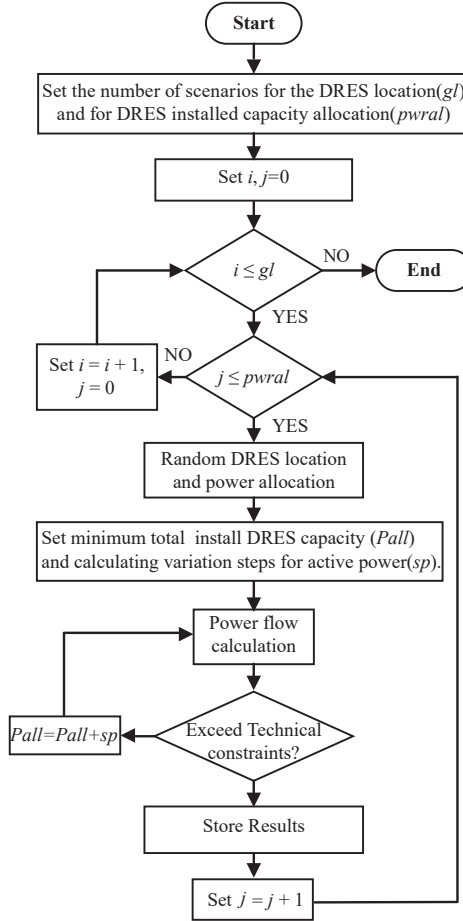 Start
Set the number of scenarios for the DRES location(gl)
and for DRES installed capacity allocation(pwral)
Set i, j=0
i ≤ gl
NO
End
YES
Set i = i + 1,
j = 0
NO
j ≤ pwral
YES
Random DRES location
and power allocation
Set minimum total install DRES capacity (Pall)
and calculating variation steps for active power(sp).
Power flow
calculation
Pall=Pall+sp
Exceed Technical
constraints?
Store Results
Set j = j + 1